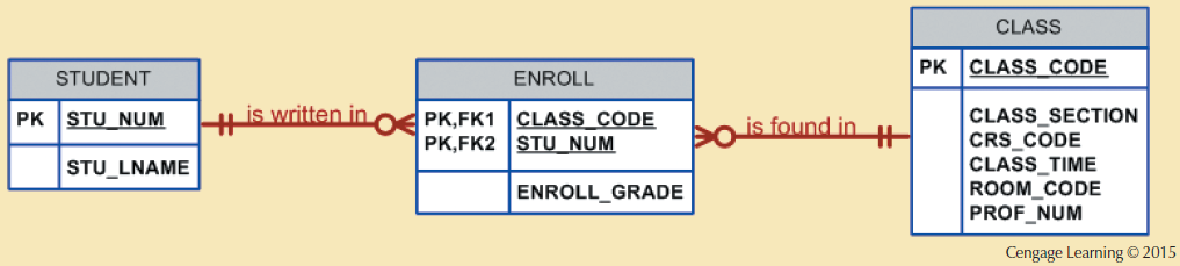 STUDENT
PK STU_NUM
STU_LNAME
is written in
ENROLL
PK,FK1 CLASS_CODE
PK,FK2 STU_NUM
ENROLL_GRADE
is found in
CLASS
PK CLASS_CODE
CLASS_SECTION
CRS_CODE
CLASS_TIME
ROOM_CODE
PROF_NUM
Cengage Learning © 2015